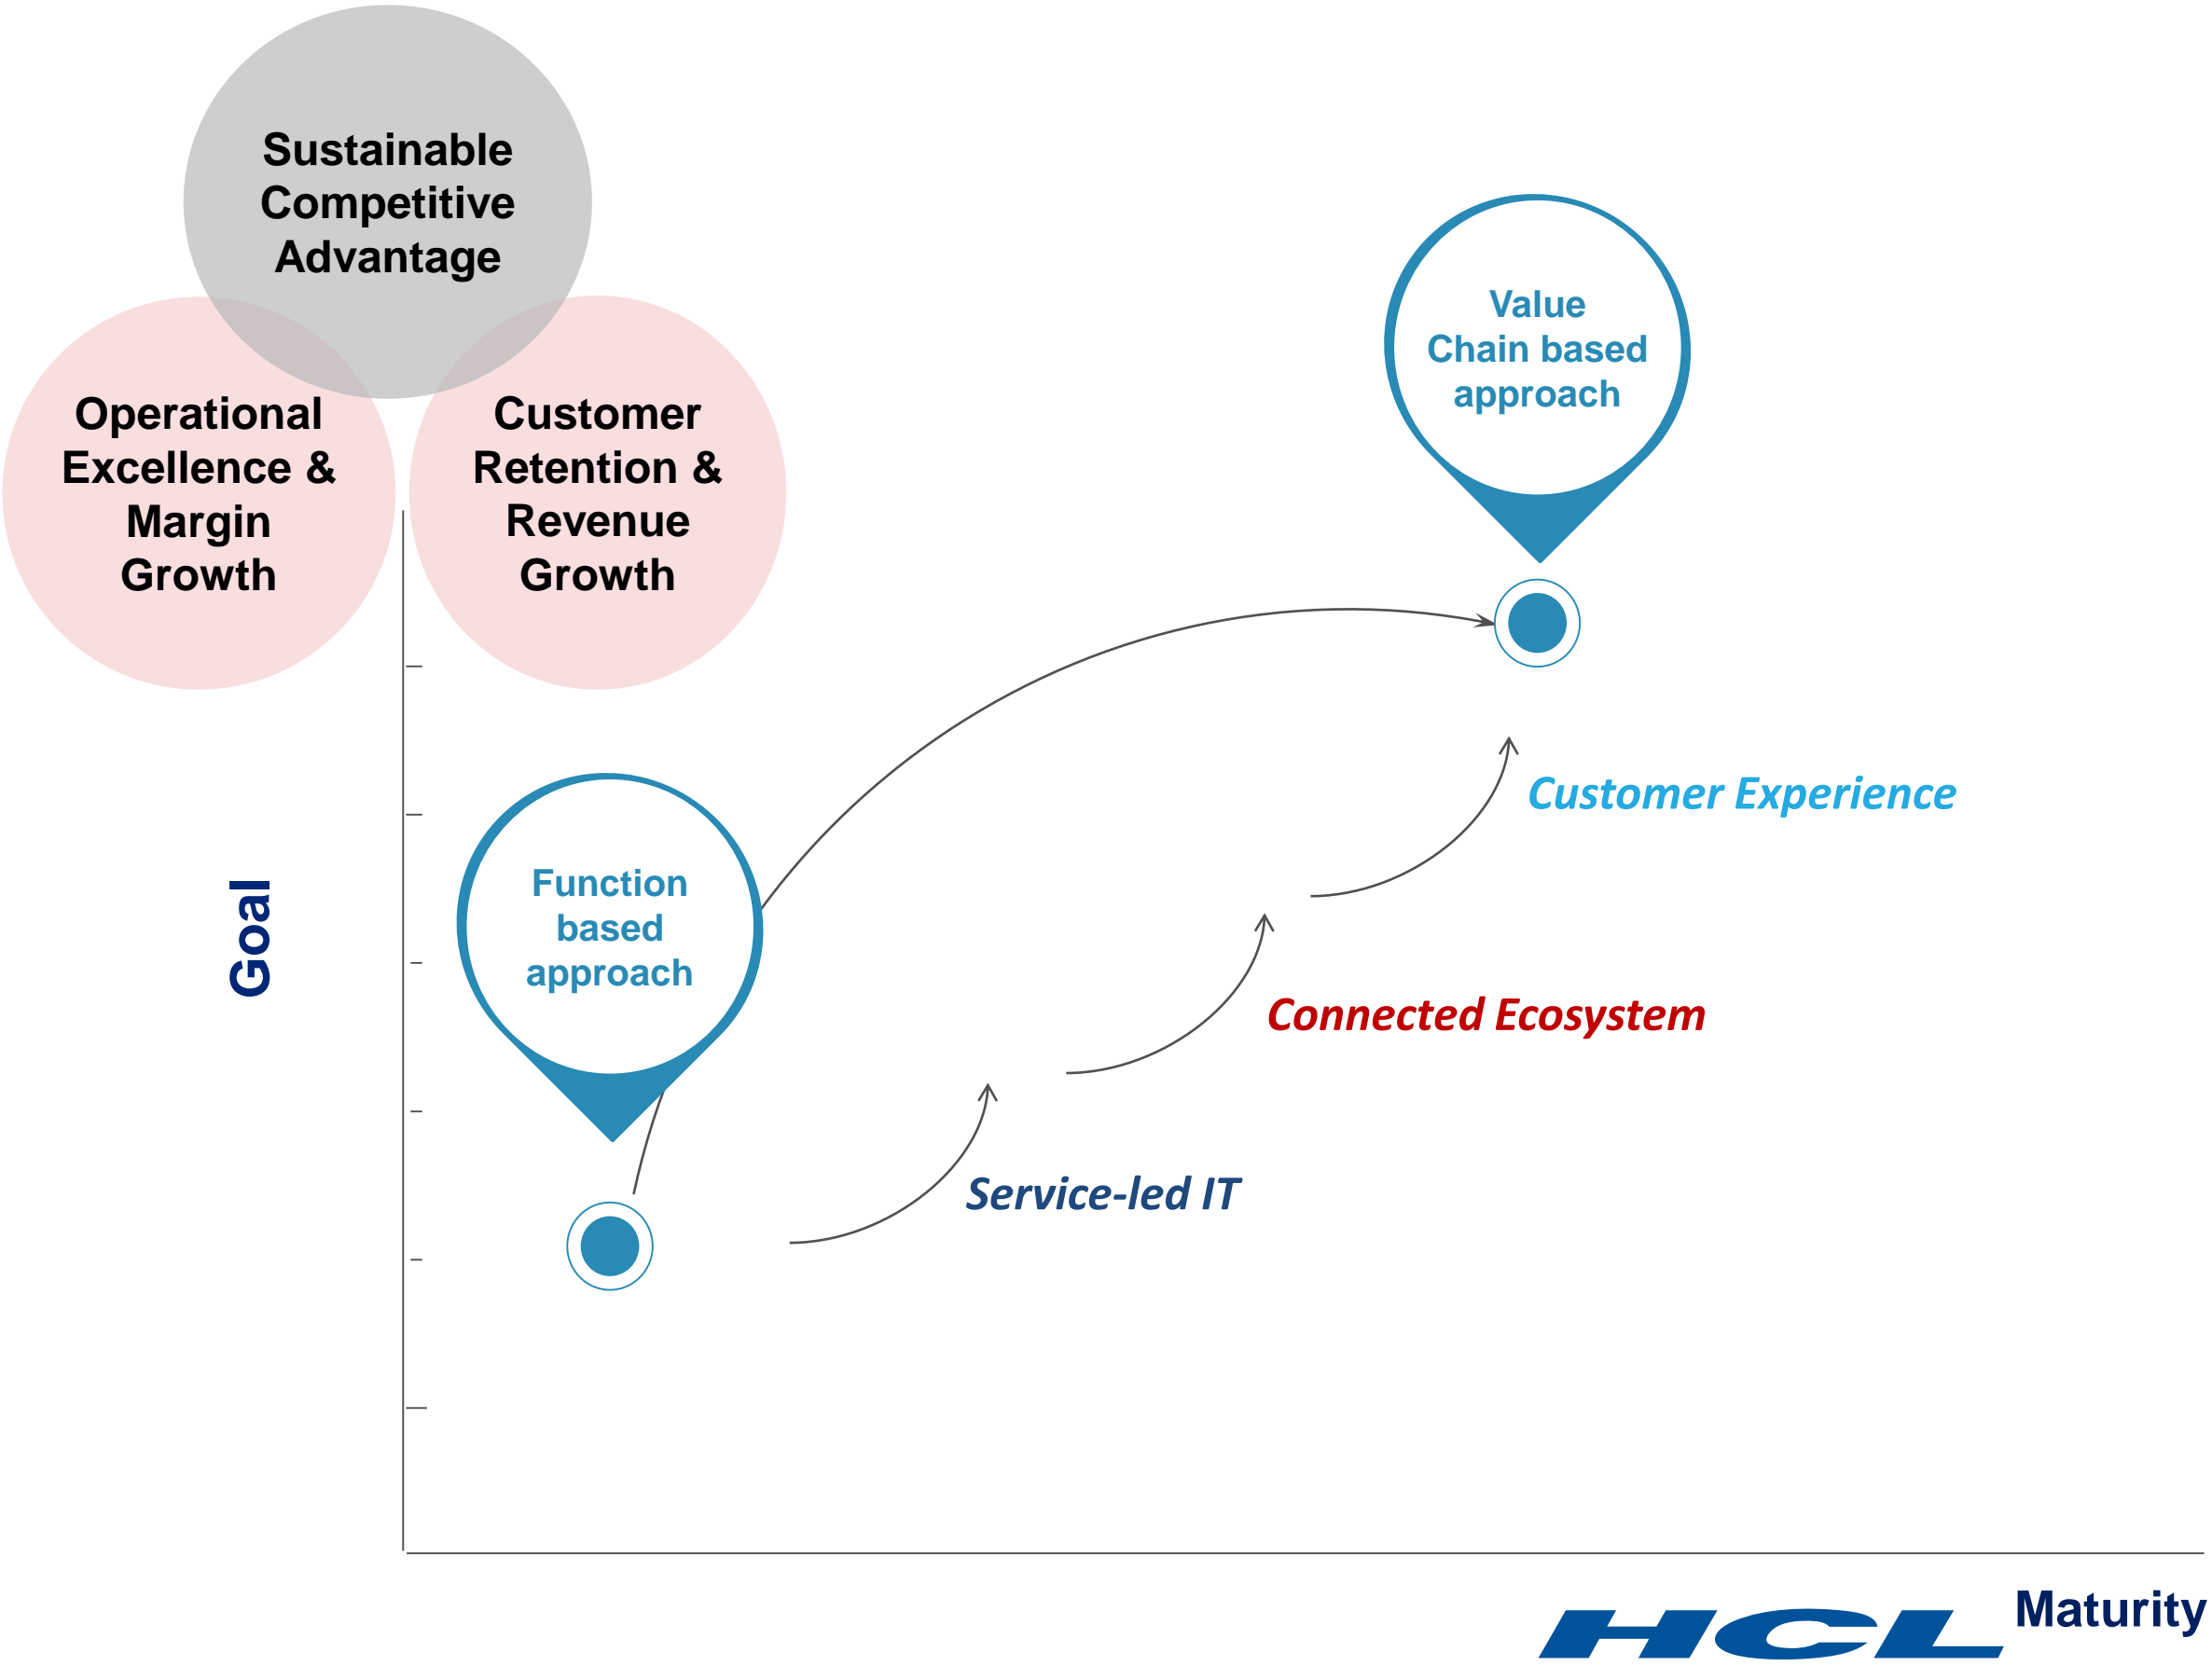 Sustainable
Competitive
Advantage
Operational
Excellence &
Margin
Growth
Customer
Retention &
Revenue
Growth
Value
Chain based
approach
Function
based
approach
Customer Experience
Connected Ecosystem
Service-led IT
Goal
Maturity
HCL